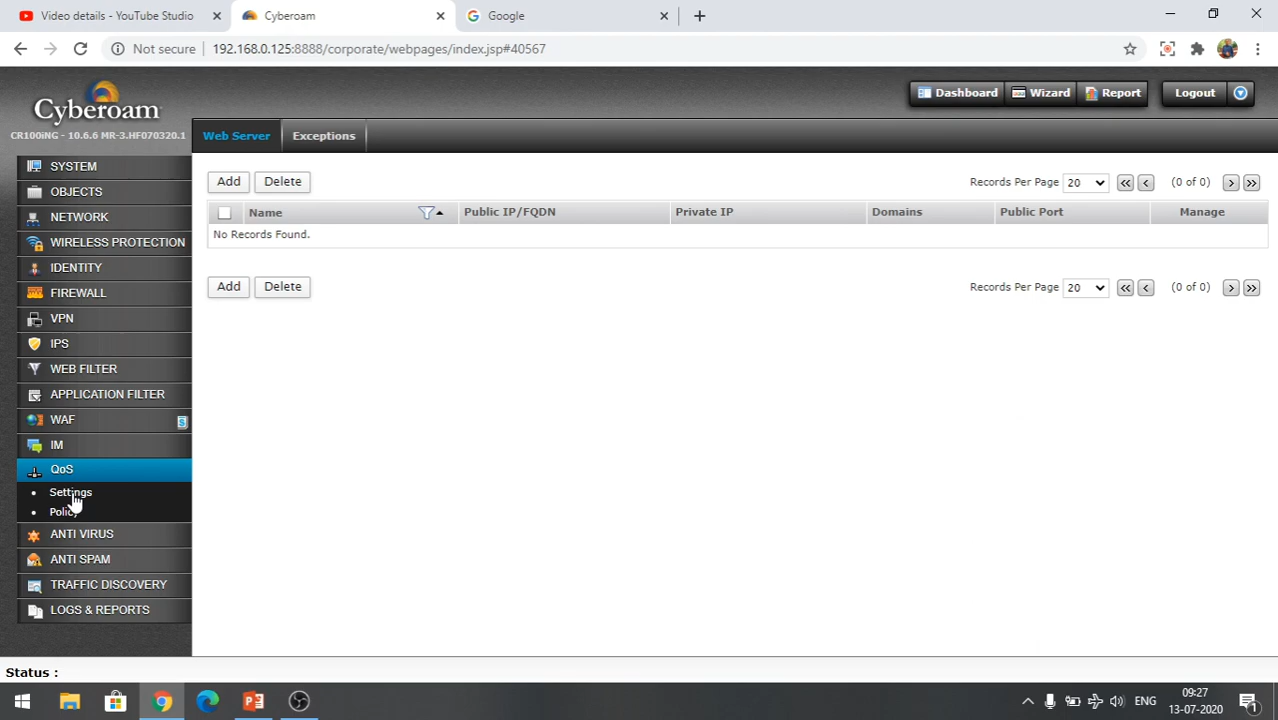 Video details - YouTube Studio
Cyberoam
Google
Not secure
192.168.0.125:8888/corporate/webpages/index.jsp#40567
Cyberoam
CR100iNG - 10.6.6 MR-3.HF070320.1
Dashboard
Wizard
Report
Logout
Web Server
Exceptions
SYSTEM
OBJECTS
NETWORK
WIRELESS PROTECTION
IDENTITY
FIREWALL
VPN
IPS
WEB FILTER
APPLICATION FILTER
WAF
IM
QoS
Settings
Policy
ANTI VIRUS
ANTI SPAM
TRAFFIC DISCOVERY
LOGS & REPORTS
Add Delete
Records Per Page 20 (0 of 0)
Name Public IP/FQDN Private IP Domains Public Port Manage
No Records Found.
Add Delete
Records Per Page 20 (0 of 0)
Status :
ENG
09:27
13-07-2020
1